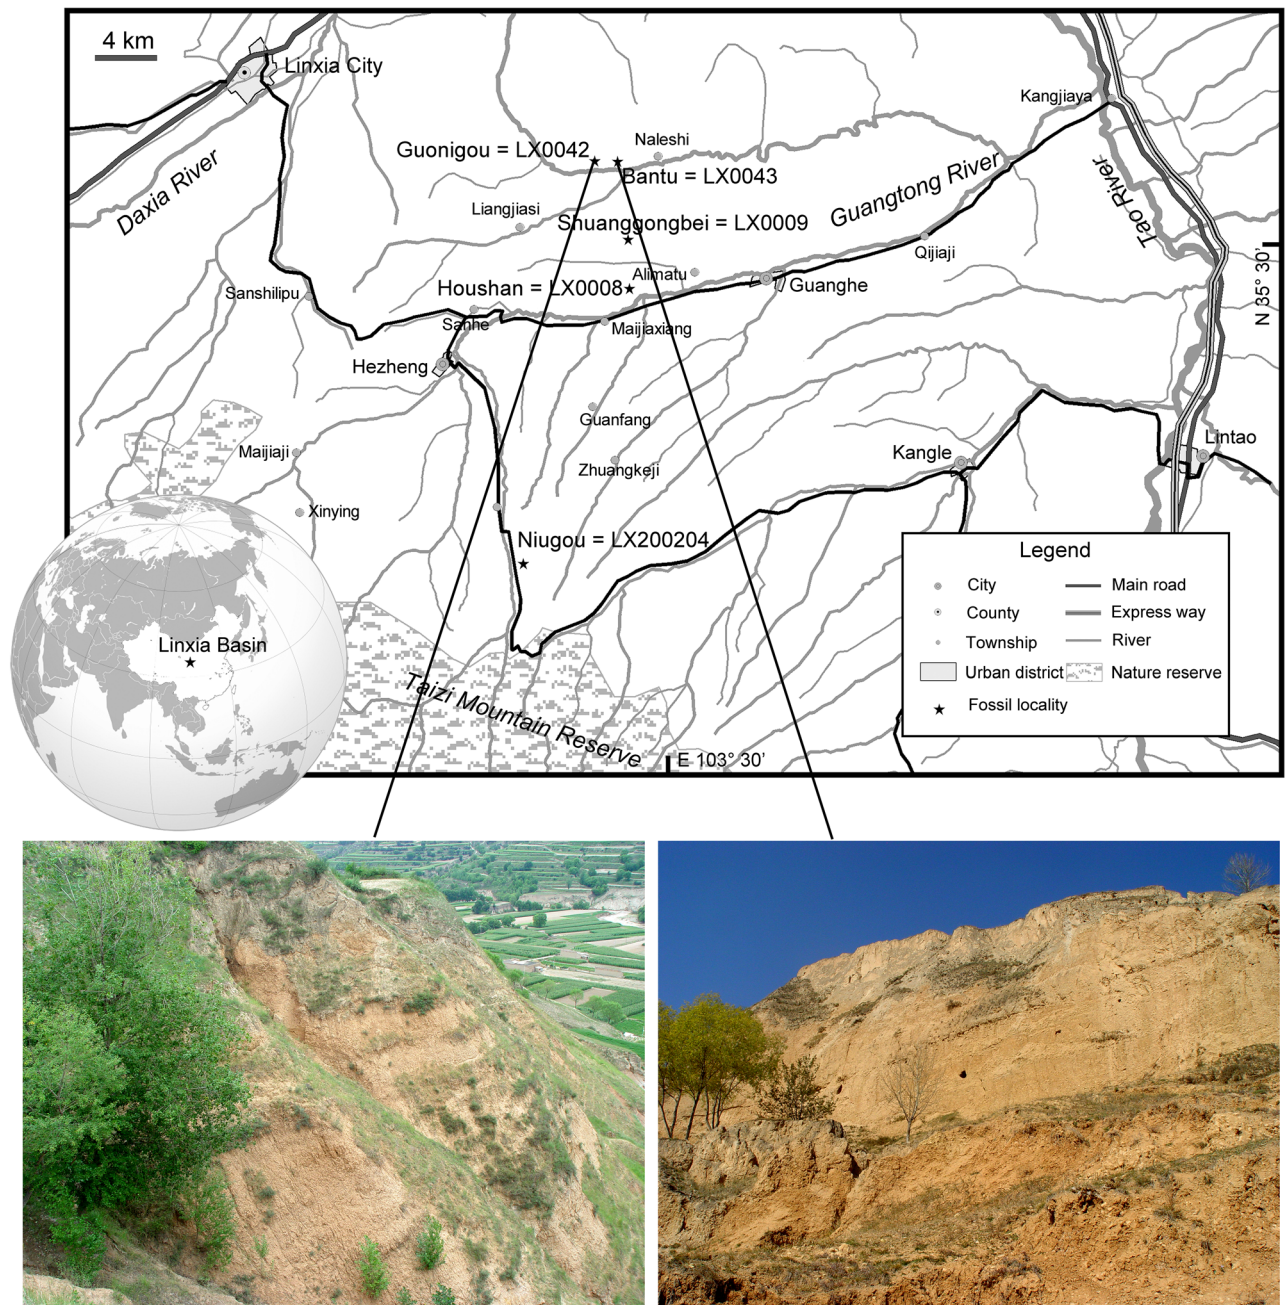 4 km
Linxia City
Kangjiaya
Naleshi
Guonigou = LX0042
Bantu = LX0043
Daxia River
Guangtong River
Tao River
Liangjiasi
Shuanggongbei = LX0009
Qijiaji
N 35° 30'
Alimatu
Sanshilipu
Houshan = LX0008
Guanghe
Sanhe
Maijiaxiang
Hezheng
Guanfang
Maijiaji
Zhuangkeji
Kangle
Lintao
Xinying
Niugou = LX200204
Linxia Basin
Taizi Mountain Reserve
E 103° 30'
Legend
City
Main road
County
Express way
Township
River
Urban district
Nature reserve
Fossil locality